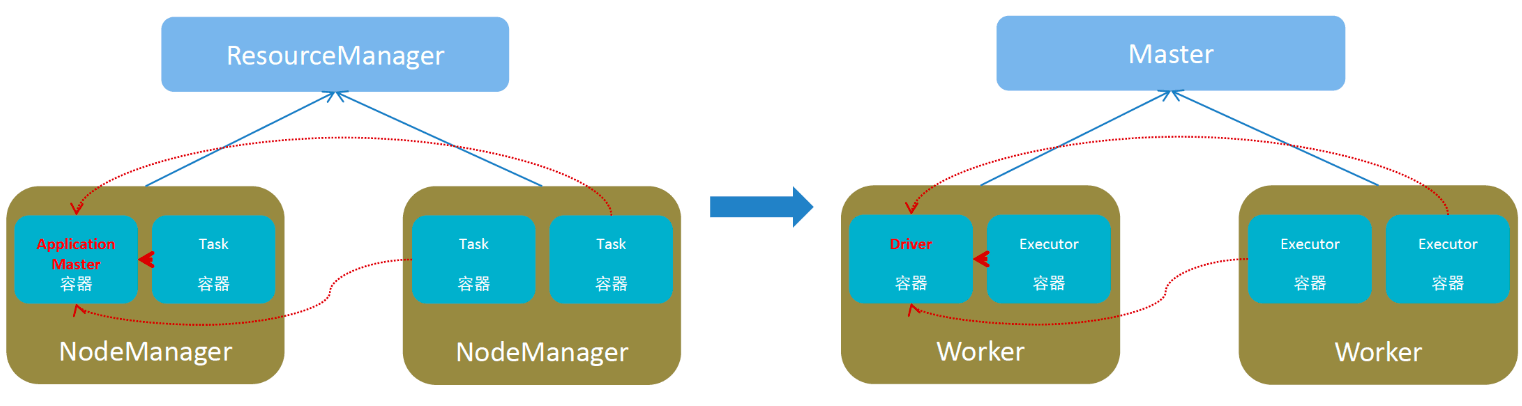 ResourceManager
Application
Master
容器
Task
容器
NodeManager
Task
容器
Task
容器
NodeManager
Master
Driver
容器
Executor
容器
Worker
Executor
容器
Executor
容器
Worker